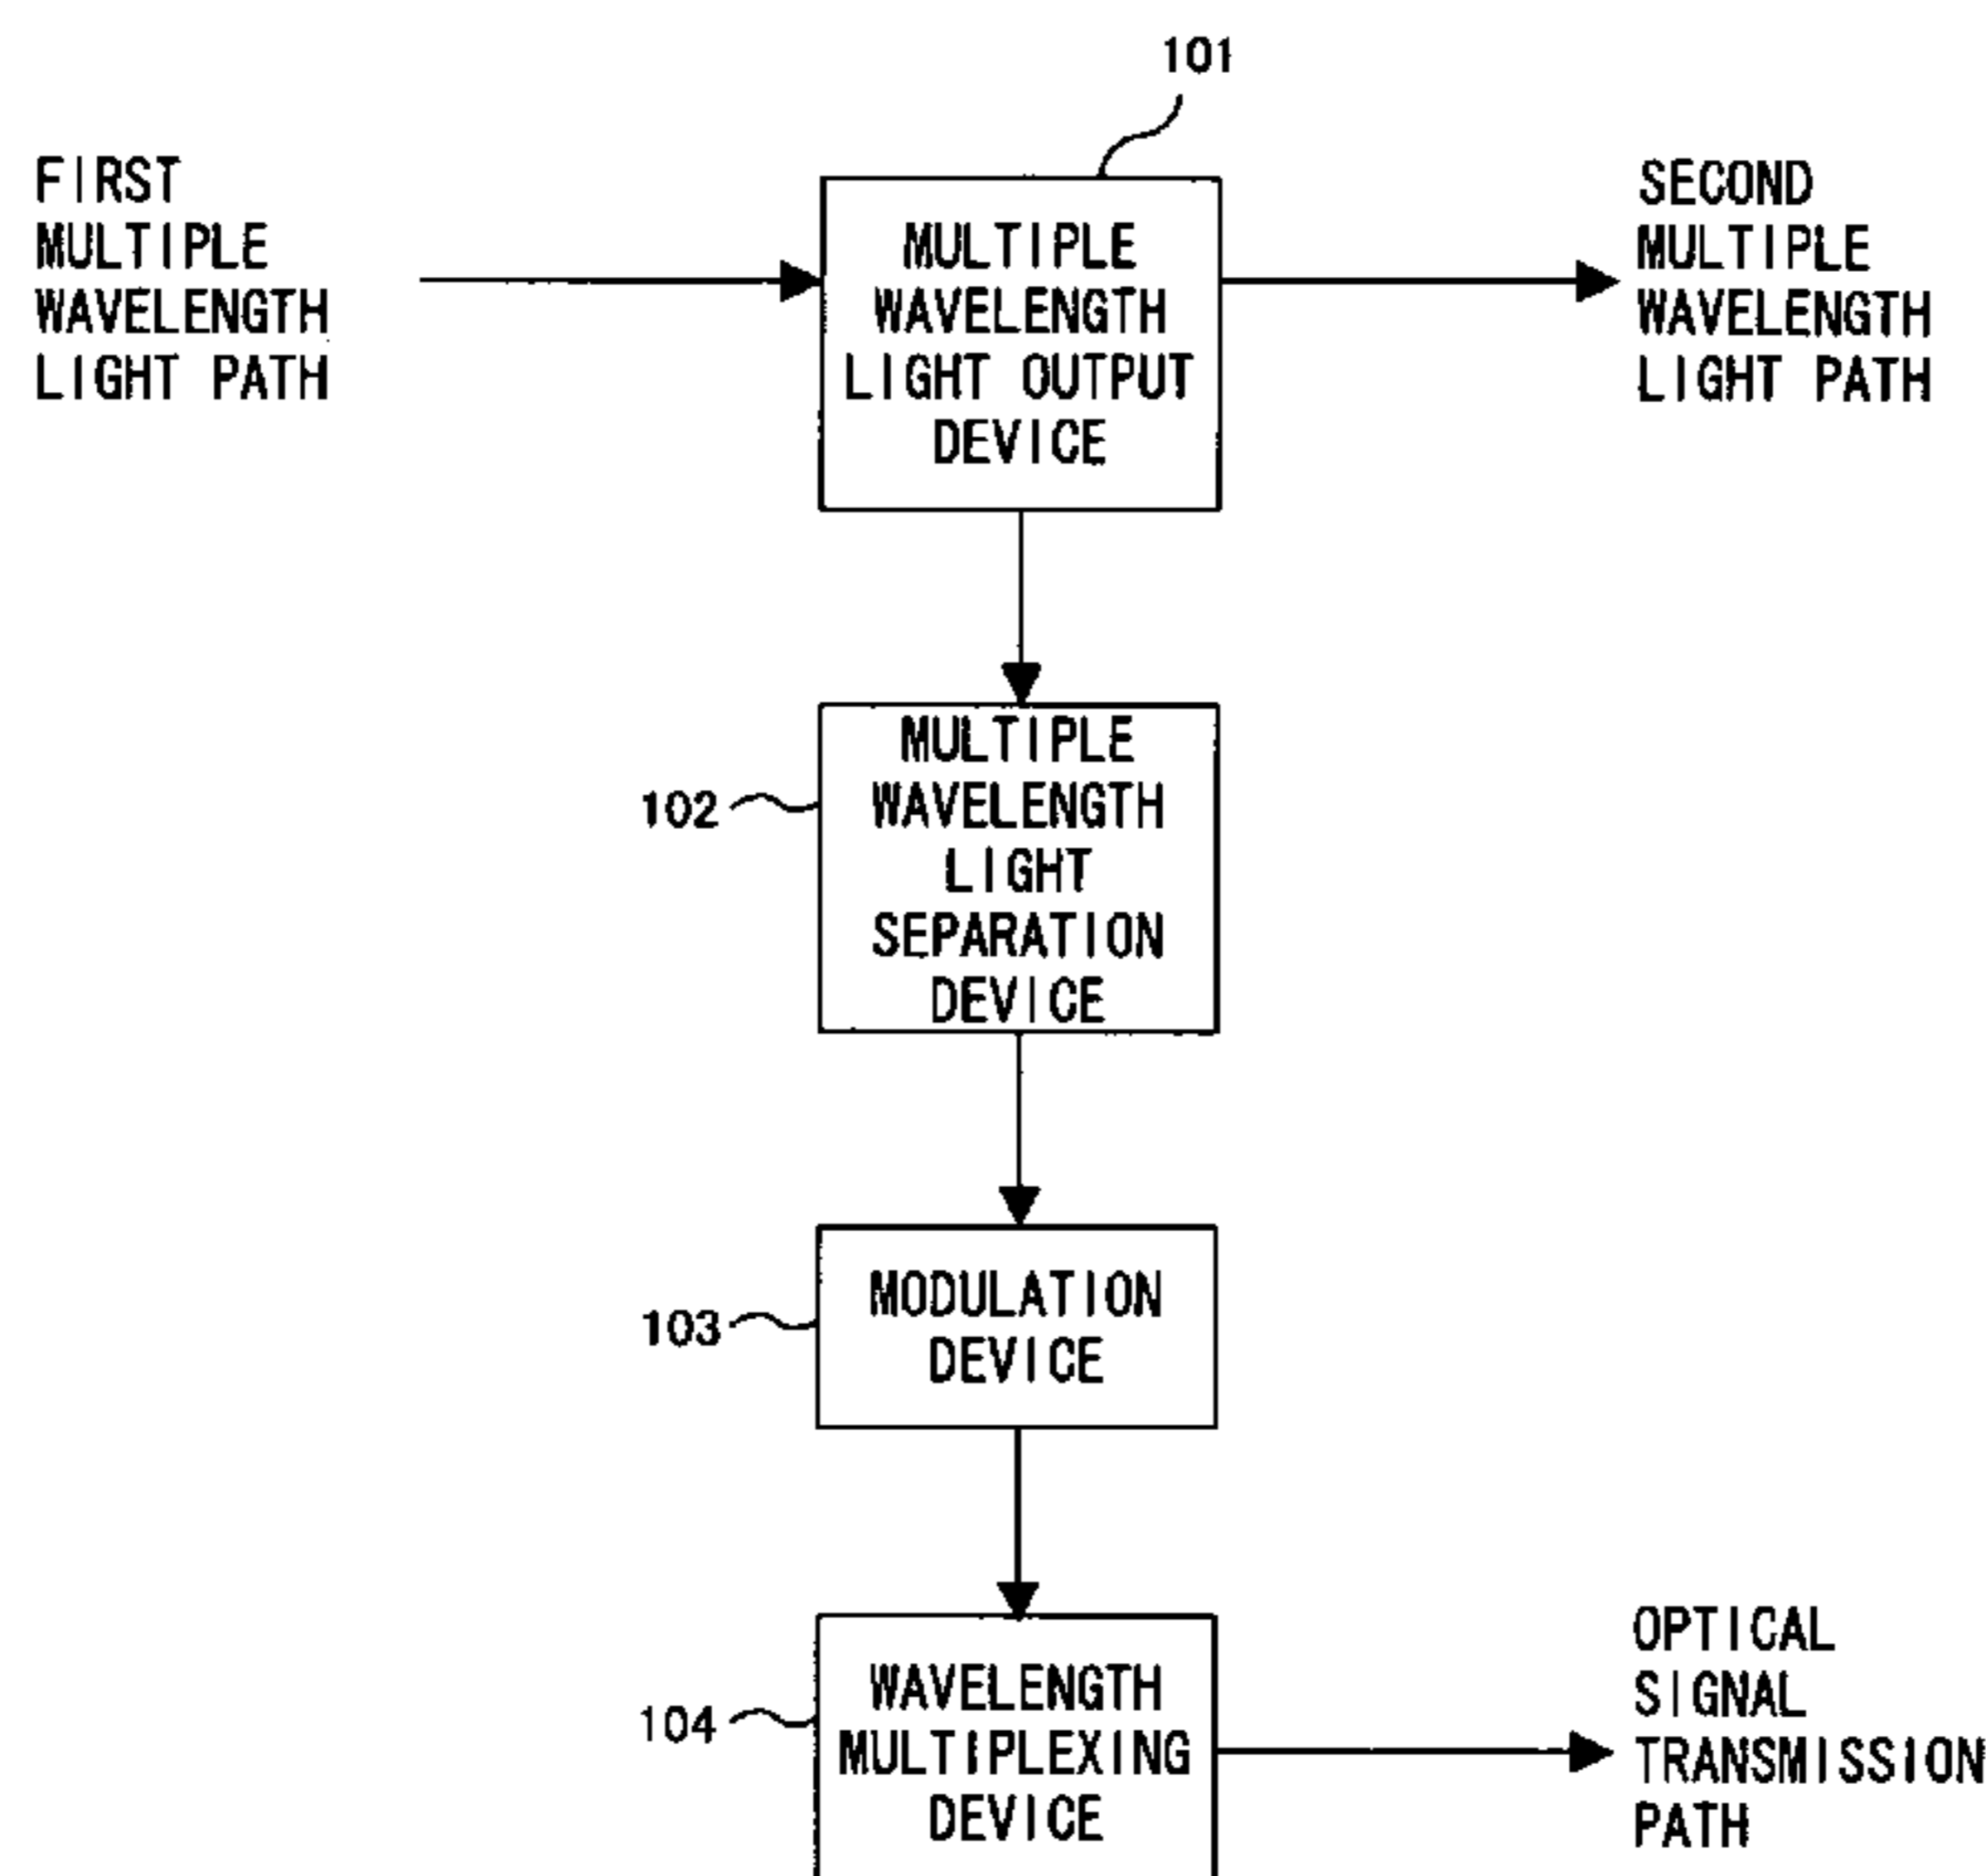 101
FIRST
MULTIPLE
WAVELENGTH
LIGHT PATH
MULTIPLE
WAVELENGTH
LIGHT OUTPUT
DEVICE
SECOND
MULTIPLE
WAVELENGTH
LIGHT PATH
102
MULTIPLE
WAVELENGTH
LIGHT
SEPARATION
DEVICE
103
MODULATION
DEVICE
104
WAVELENGTH
MULTIPLEXING
DEVICE
OPTICAL
SIGNAL
TRANSMISSION
PATH